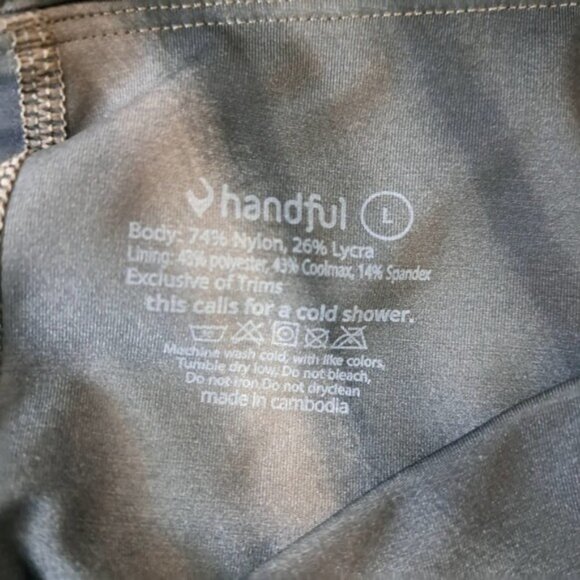 handful L
Body: 74% Nylon, 26% Lycra
Lining: 43% polyester, 43% Coolmax, 14% Spandex
Exclusive of Trims
this calls for a cold shower.
Machine wash cold, with like colors,
Tumble dry low. Do not bleach,
Do not iron. Do not dryclean
made in cambodia